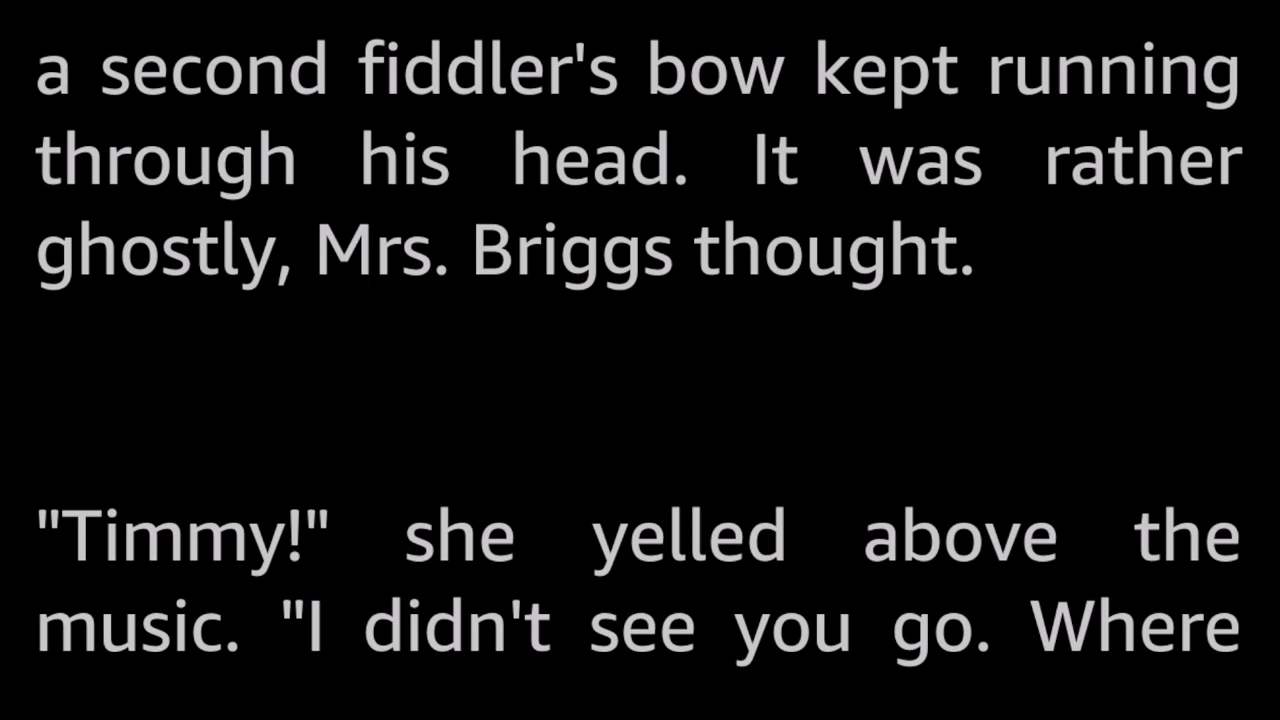 a second fiddler's bow kept running
through his head. It was rather
ghostly, Mrs. Briggs thought.
"Timmy!" she yelled above the
music. "I didn't see you go. Where